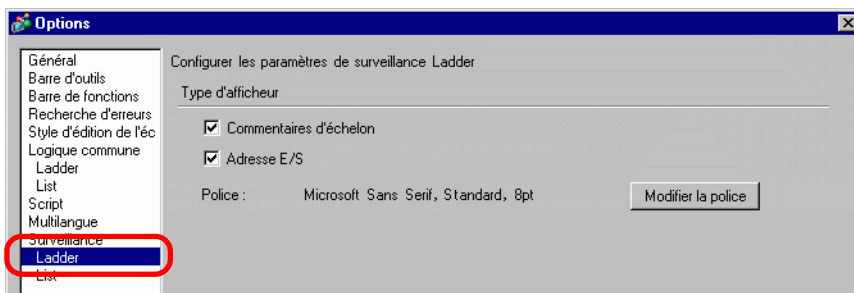 Options
Général
Barre d'outils
Barre de fonctions
Recherche d'erreurs
Style d'édition de l'éc
Logique commune
Ladder
List
Script
Multilangue
Surveillance
Ladder
List
Configurer les paramètres de surveillance Ladder
Type d'afficheur
Commentaires d'échelon
Adresse E/S
Police : Microsoft Sans Serif, Standard, 8pt Modifier la police